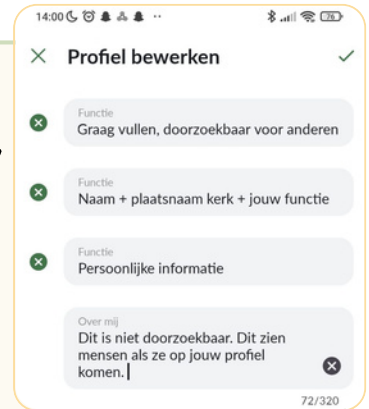 14:00
76
Profiel bewerken
Functie
Graag vullen, doorzoekbaar voor anderen
Functie
Naam + plaatsnaam kerk + jouw functie
Functie
Persoonlijke informatie
Over mij
Dit is niet doorzoekbaar. Dit zien
mensen als ze op jouw profiel
komen.
72/320